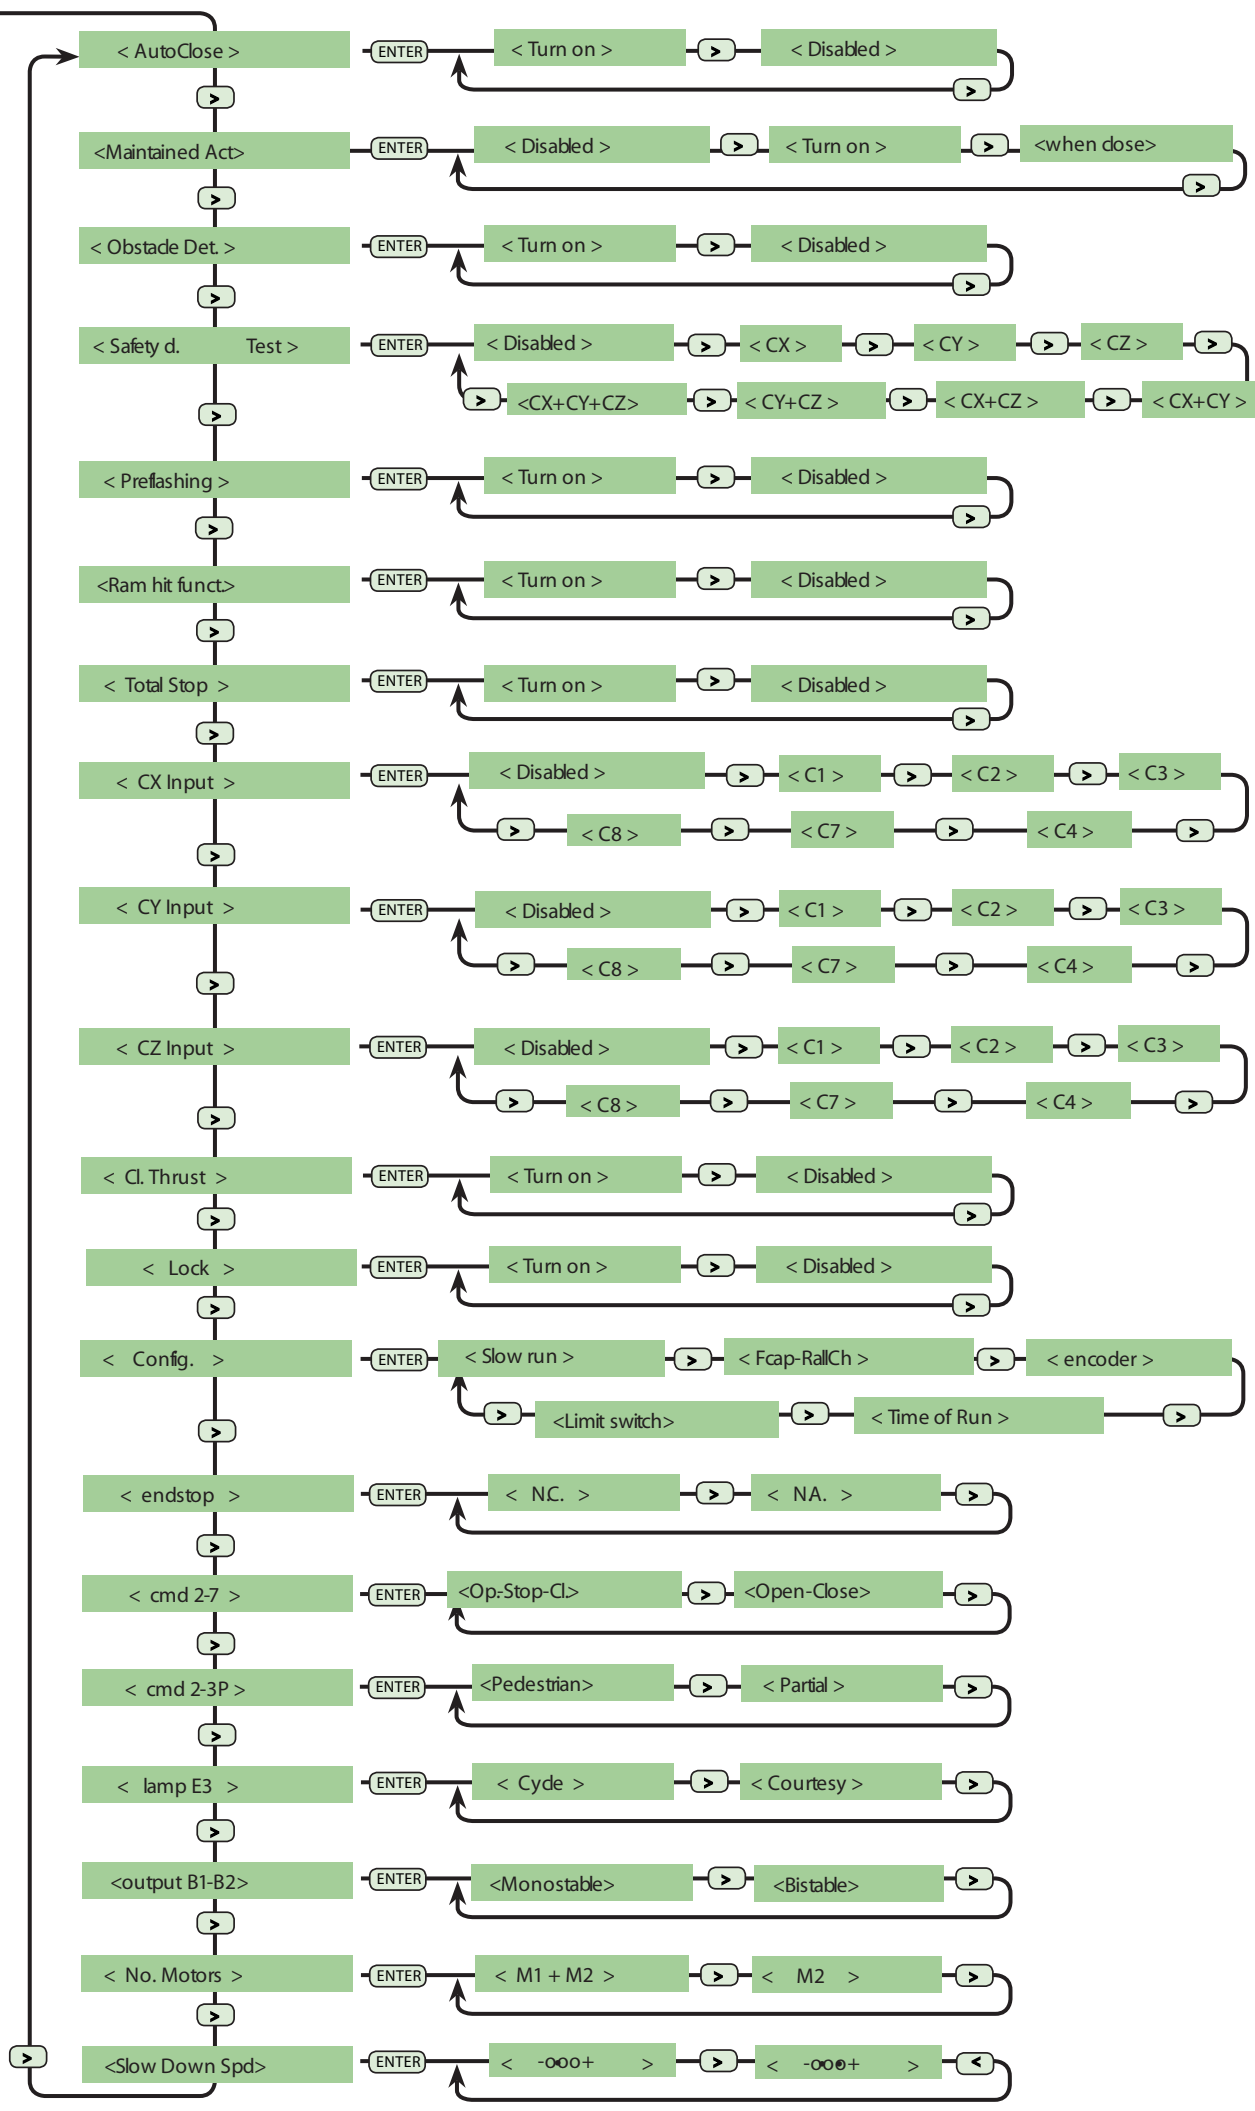 < AutoClose > ENTER < Turn on > > < Disabled >
> >
<Maintained Act> ENTER < Disabled > > < Turn on > > <when close>
> >
< Obstacle Det. > ENTER < Turn on > > < Disabled >
> >
< Safety d. Test > ENTER < Disabled > > < CX > > < CY > > < CZ > >
> <CX+CY+CZ> > < CY+CZ > > < CX+CZ > > < CX+CY >
>
< Preflashing > ENTER < Turn on > > < Disabled >
> >
<Ram hit funct.> ENTER < Turn on > > < Disabled >
> >
< Total Stop > ENTER < Turn on > > < Disabled >
> >
< CX Input > ENTER < Disabled > > < C1 > > < C2 > > < C3 >
> < C8 > > < C7 > > < C4 > >
>
< CY Input > ENTER < Disabled > > < C1 > > < C2 > > < C3 >
> < C8 > > < C7 > > < C4 > >
>
< CZ Input > ENTER < Disabled > > < C1 > > < C2 > > < C3 >
> < C8 > > < C7 > > < C4 > >
>
< Cl. Thrust > ENTER < Turn on > > < Disabled >
> >
< Lock > ENTER < Turn on > > < Disabled >
> >
< Config. > ENTER < Slow run > > < Fcap-RallCh > > < encoder >
> <Limit switch> > < Time of Run > >
>
< endstop > ENTER < N.C. > > < N.A. > >
>
< cmd 2-7 > ENTER <Op.-Stop-Cl.> > <Open-Close> >
>
< cmd 2-3P > ENTER <Pedestrian> > < Partial > >
>
< lamp E3 > ENTER < Cycle > > < Courtesy > >
>
<output B1-B2> ENTER <Monostable> > <Bistable> >
>
< No. Motors > ENTER < M1 + M2 > > < M2 > >
>
> <Slow Down Spd> ENTER < -o●oo+ > > < -o●o●+ > <